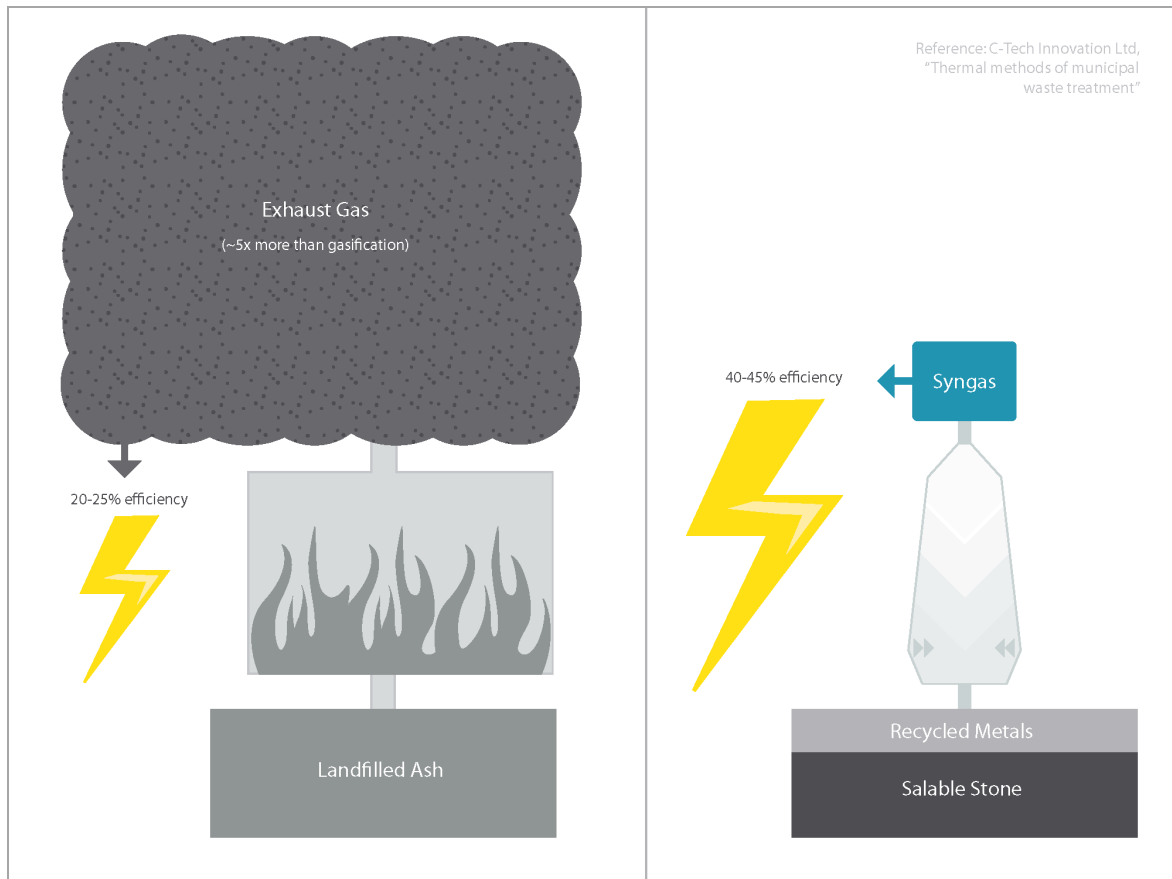 Exhaust Gas
(~5x more than gasification)
20-25% efficiency
Landfilled Ash
Reference: C-Tech Innovation Ltd,
“Thermal methods of municipal
waste treatment”
40-45% efficiency
Syngas
Recycled Metals
Salable Stone